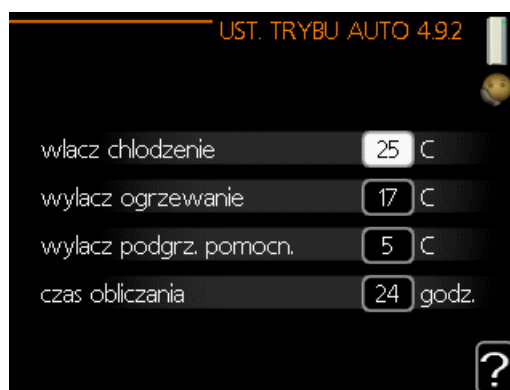 UST. TRYBU AUTO 4.9.2
wlacz chlodzenie 25 C
wylacz ogrzewanie 17 C
wylacz podgrz. pomocn. 5 C
czas obliczania 24 godz.
?